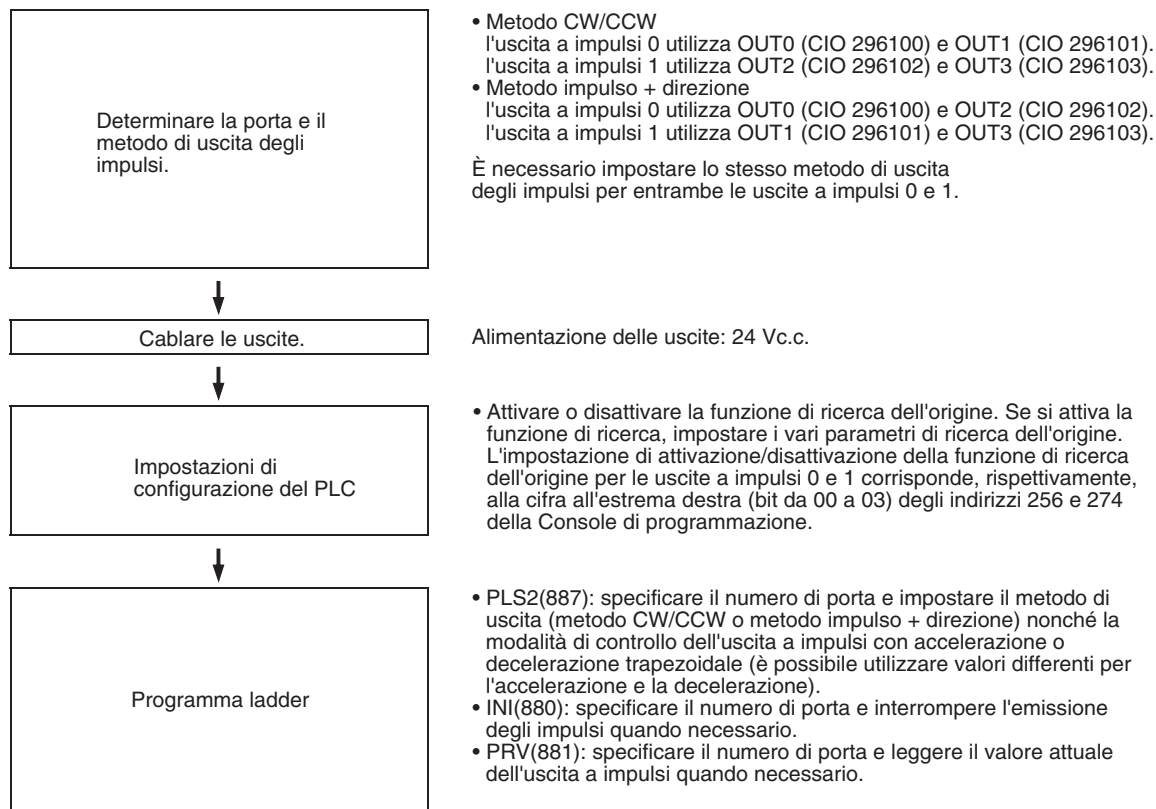 Determinare la porta e il
metodo di uscita degli
impulsi.
• Metodo CW/CCW
l'uscita a impulsi 0 utilizza OUT0 (CIO 296100) e OUT1 (CIO 296101).
l'uscita a impulsi 1 utilizza OUT2 (CIO 296102) e OUT3 (CIO 296103).
• Metodo impulso + direzione
l'uscita a impulsi 0 utilizza OUT0 (CIO 296100) e OUT2 (CIO 296102).
l'uscita a impulsi 1 utilizza OUT1 (CIO 296101) e OUT3 (CIO 296103).
È necessario impostare lo stesso metodo di uscita
degli impulsi per entrambe le uscite a impulsi 0 e 1.
Cablare le uscite.
Alimentazione delle uscite: 24 Vc.c.
Impostazioni di
configurazione del PLC
• Attivare o disattivare la funzione di ricerca dell'origine. Se si attiva la
funzione di ricerca, impostare i vari parametri di ricerca dell'origine.
L'impostazione di attivazione/disattivazione della funzione di ricerca
dell'origine per le uscite a impulsi 0 e 1 corrisponde, rispettivamente,
alla cifra all'estrema destra (bit da 00 a 03) degli indirizzi 256 e 274
della Console di programmazione.
Programma ladder
• PLS2(887): specificare il numero di porta e impostare il metodo di
uscita (metodo CW/CCW o metodo impulso + direzione) nonché la
modalità di controllo dell'uscita a impulsi con accelerazione o
decelerazione trapezoidale (è possibile utilizzare valori differenti per
l'accelerazione e la decelerazione).
• INI(880): specificare il numero di porta e interrompere l'emissione
degli impulsi quando necessario.
• PRV(881): specificare il numero di porta e leggere il valore attuale
dell'uscita a impulsi quando necessario.